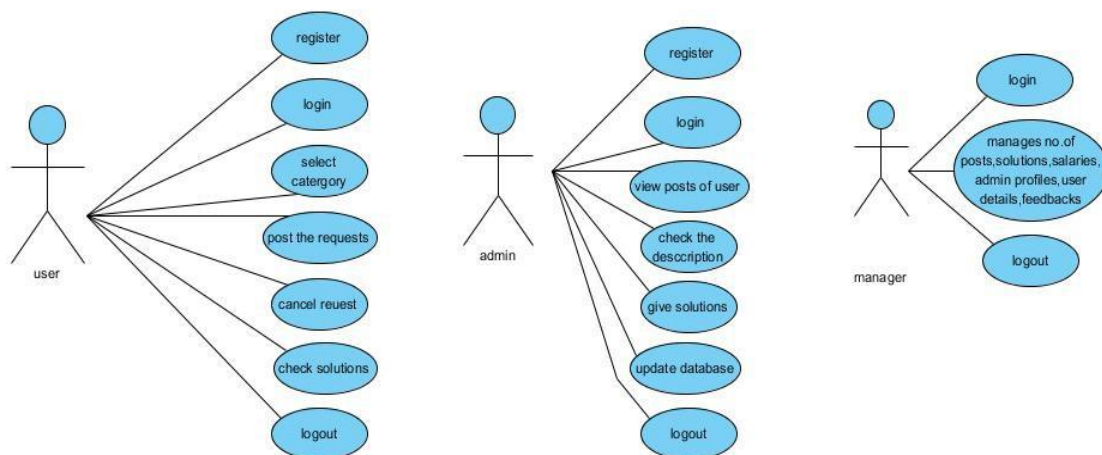 register
login
select
catergory
post the requests
cancel reuest
check solutions
logout
user
register
login
view posts of user
check the
desccription
give solutions
update database
logout
admin
login
manages no.of
posts,solutions,salaries,
admin profiles,user
details,feedbacks
logout
manager